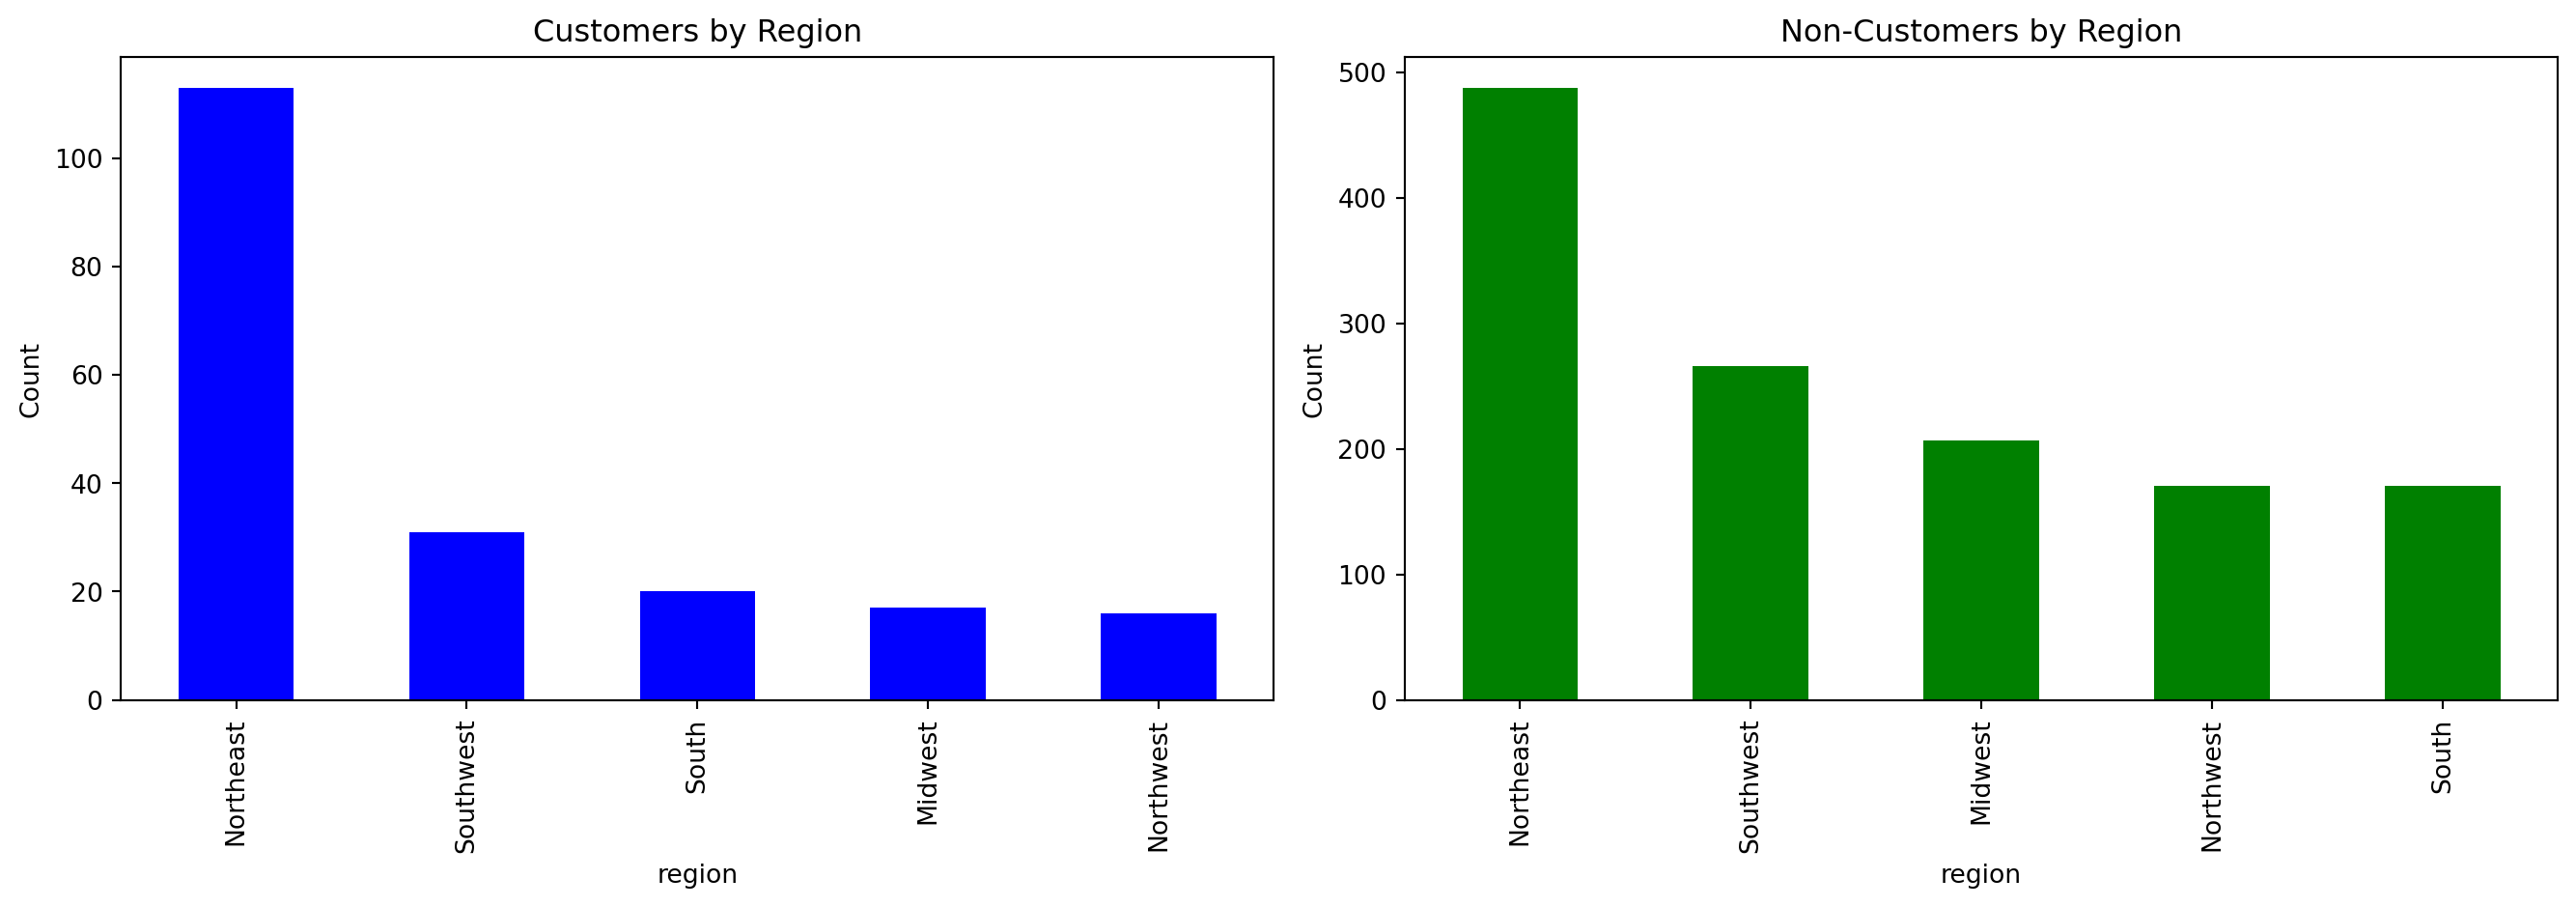 Customers by Region
Count
100
80
60
40
20
0
Northeast
Southwest
South
Midwest
Northwest
region
Non-Customers by Region
Count
500
400
300
200
100
0
Northeast
Southwest
Midwest
Northwest
South
region